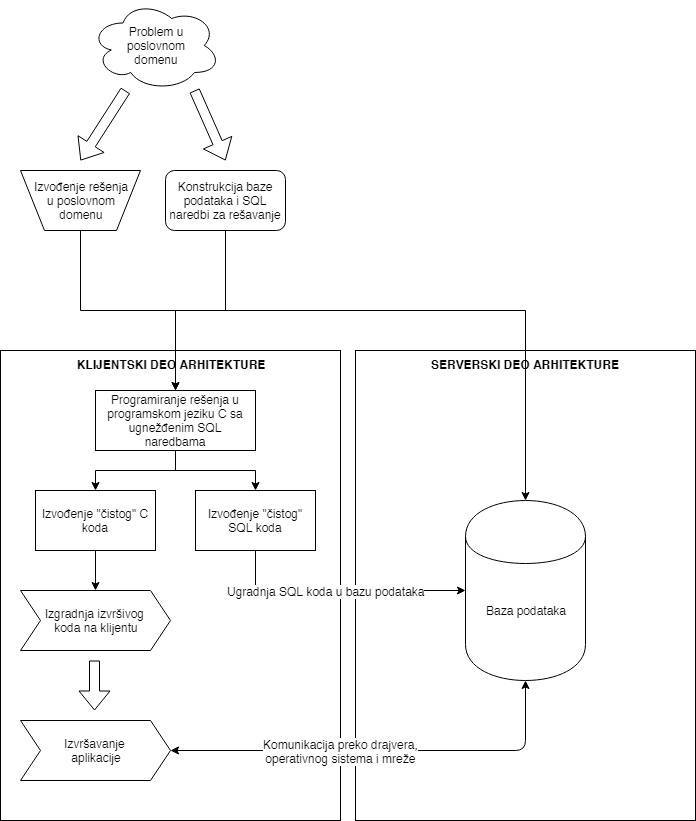 Problem u
poslovnom
domenu
Izvođenje rešenja
u poslovnom
domenu
Konstrukcija baze
podataka i SQL
naredbi za rešavanje
KLIJENTSKI DEO ARHITEKTURE
SERVERSKI DEO ARHITEKTURE
Programiranje rešenja u
programskom jeziku C sa
ugnežđenim SQL
naredbama
Izvođenje "čistog" C
koda
Izvođenje "čistog"
SQL koda
Ugradnja SQL koda u bazu podataka
Baza podataka
Izgradnja izvršivog
koda na klijentu
Izvršavanje
aplikacije
Komunikacija preko drajvera,
operativnog sistema i mreže